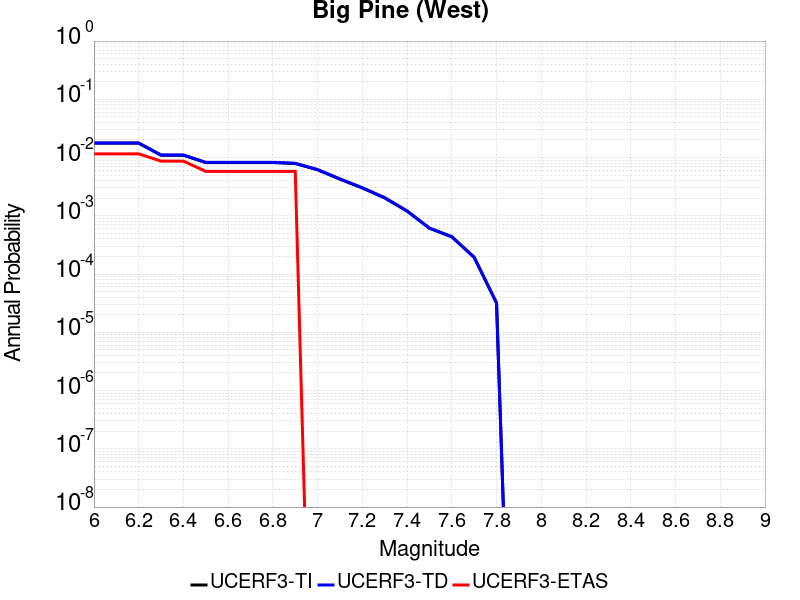 Big Pine (West)
10^0
10^-1
10^-2
10^-3
10^-4
10^-5
10^-6
10^-7
10^-8
Annual Probability
6 6.2 6.4 6.6 6.8 7 7.2 7.4 7.6 7.8 8 8.2 8.4 8.6 8.8 9
Magnitude
UCERF3-TI UCERF3-TD UCERF3-ETAS